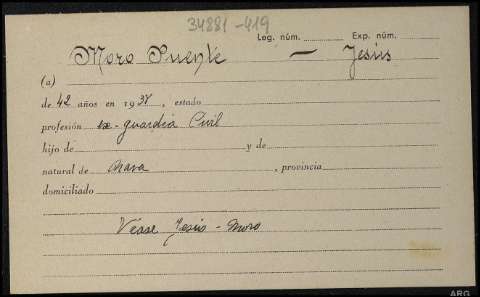 34881-419
Leg. núm. Exp. núm.
Moro Puente — Jesús
(a)
de 42 años en 1937, estado
profesión ex-guardia Civil
hijo de y de
natural de Nava, provincia
domiciliado
Véase Jesús - Moro
ARG